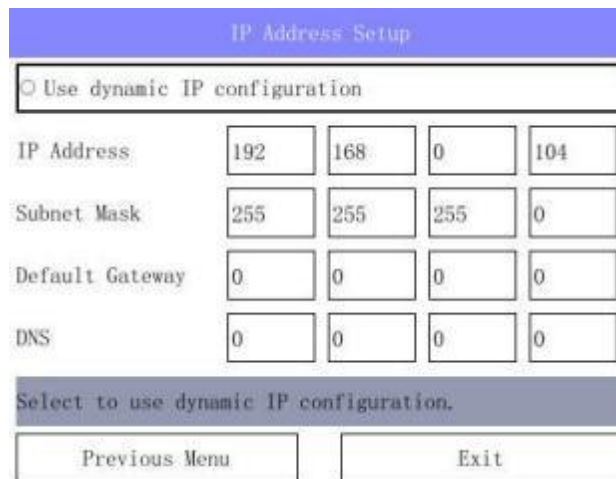 IP Address Setup
Use dynamic IP configuration
IP Address 192 168 0 104
Subnet Mask 255 255 255 0
Default Gateway 0 0 0 0
DNS 0 0 0 0
Select to use dynamic IP configuration.
Previous Menu Exit